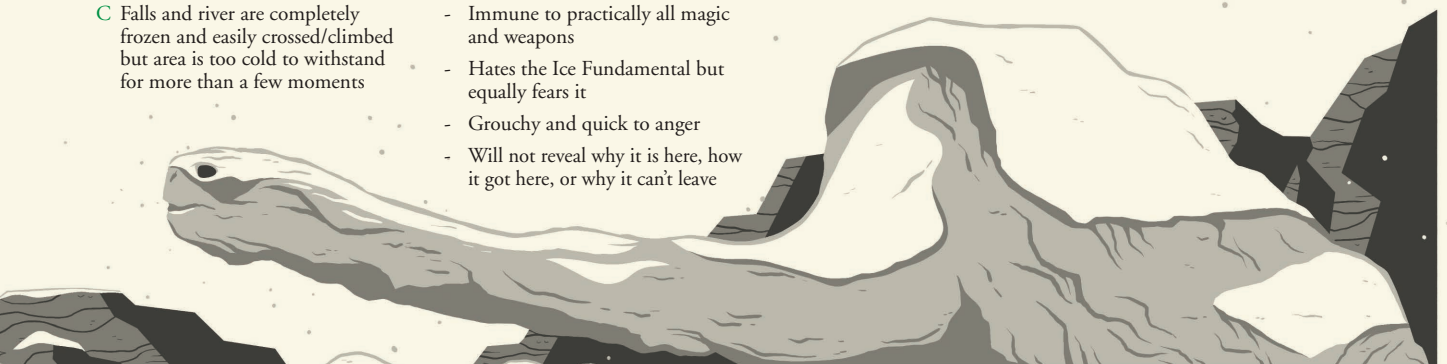 C Falls and river are completely
frozen and easily crossed/climbed
but area is too cold to withstand
for more than a few moments
- Immune to practically all magic
and weapons
- Hates the Ice Fundamental but
equally fears it
- Grouchy and quick to anger
- Will not reveal why it is here, how
it got here, or why it can’t leave